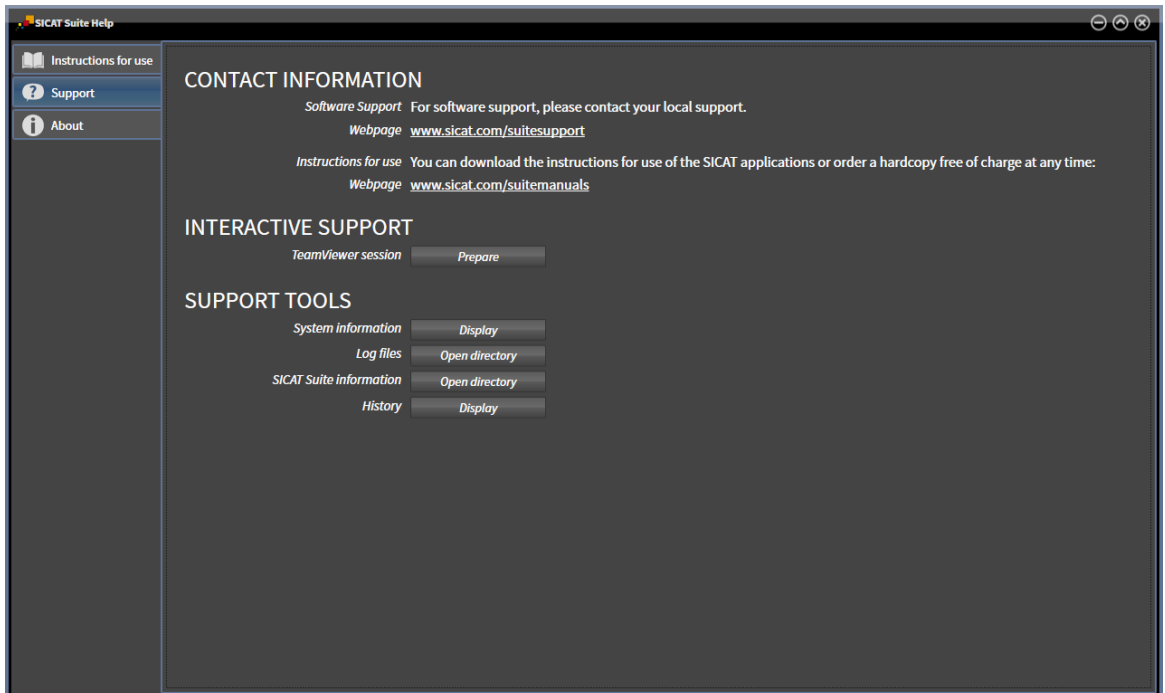 SICAT Suite Help
Instructions for use
Support
About
CONTACT INFORMATION
Software Support For software support, please contact your local support.
Webpage www.sicat.com/suitesupport
Instructions for use You can download the instructions for use of the SICAT applications or order a hardcopy free of charge at any time:
Webpage www.sicat.com/suitemanuals
INTERACTIVE SUPPORT
TeamViewer session Prepare
SUPPORT TOOLS
System information Display
Log files Open directory
SICAT Suite information Open directory
History Display